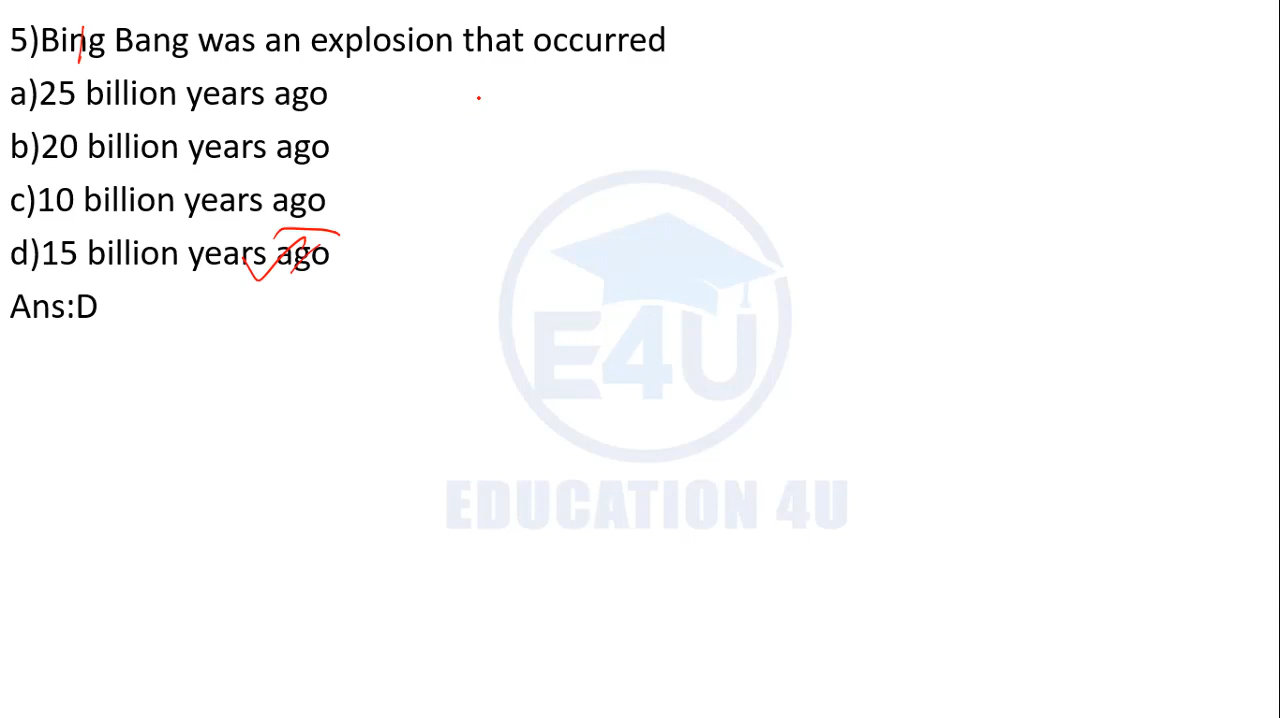 5)Bing Bang was an explosion that occurred
a)25 billion years ago
b)20 billion years ago
c)10 billion years ago
d)15 billion years ago
Ans:D
E4U
EDUCATION 4U